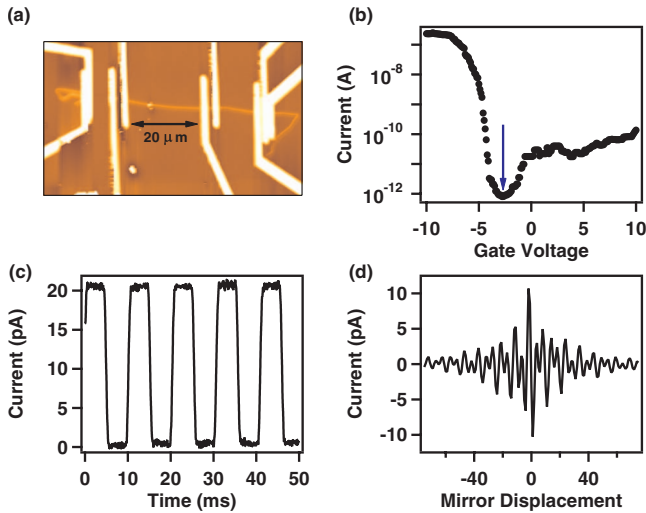 (a)
20 μm
(b)
Current (A)
10^-8
10^-10
10^-12
-10
-5
0
5
10
Gate Voltage
(c)
Current (pA)
20
15
10
5
0
0
10
20
30
40
50
Time (ms)
(d)
Current (pA)
10
5
0
-5
-10
-40
0
40
Mirror Displacement